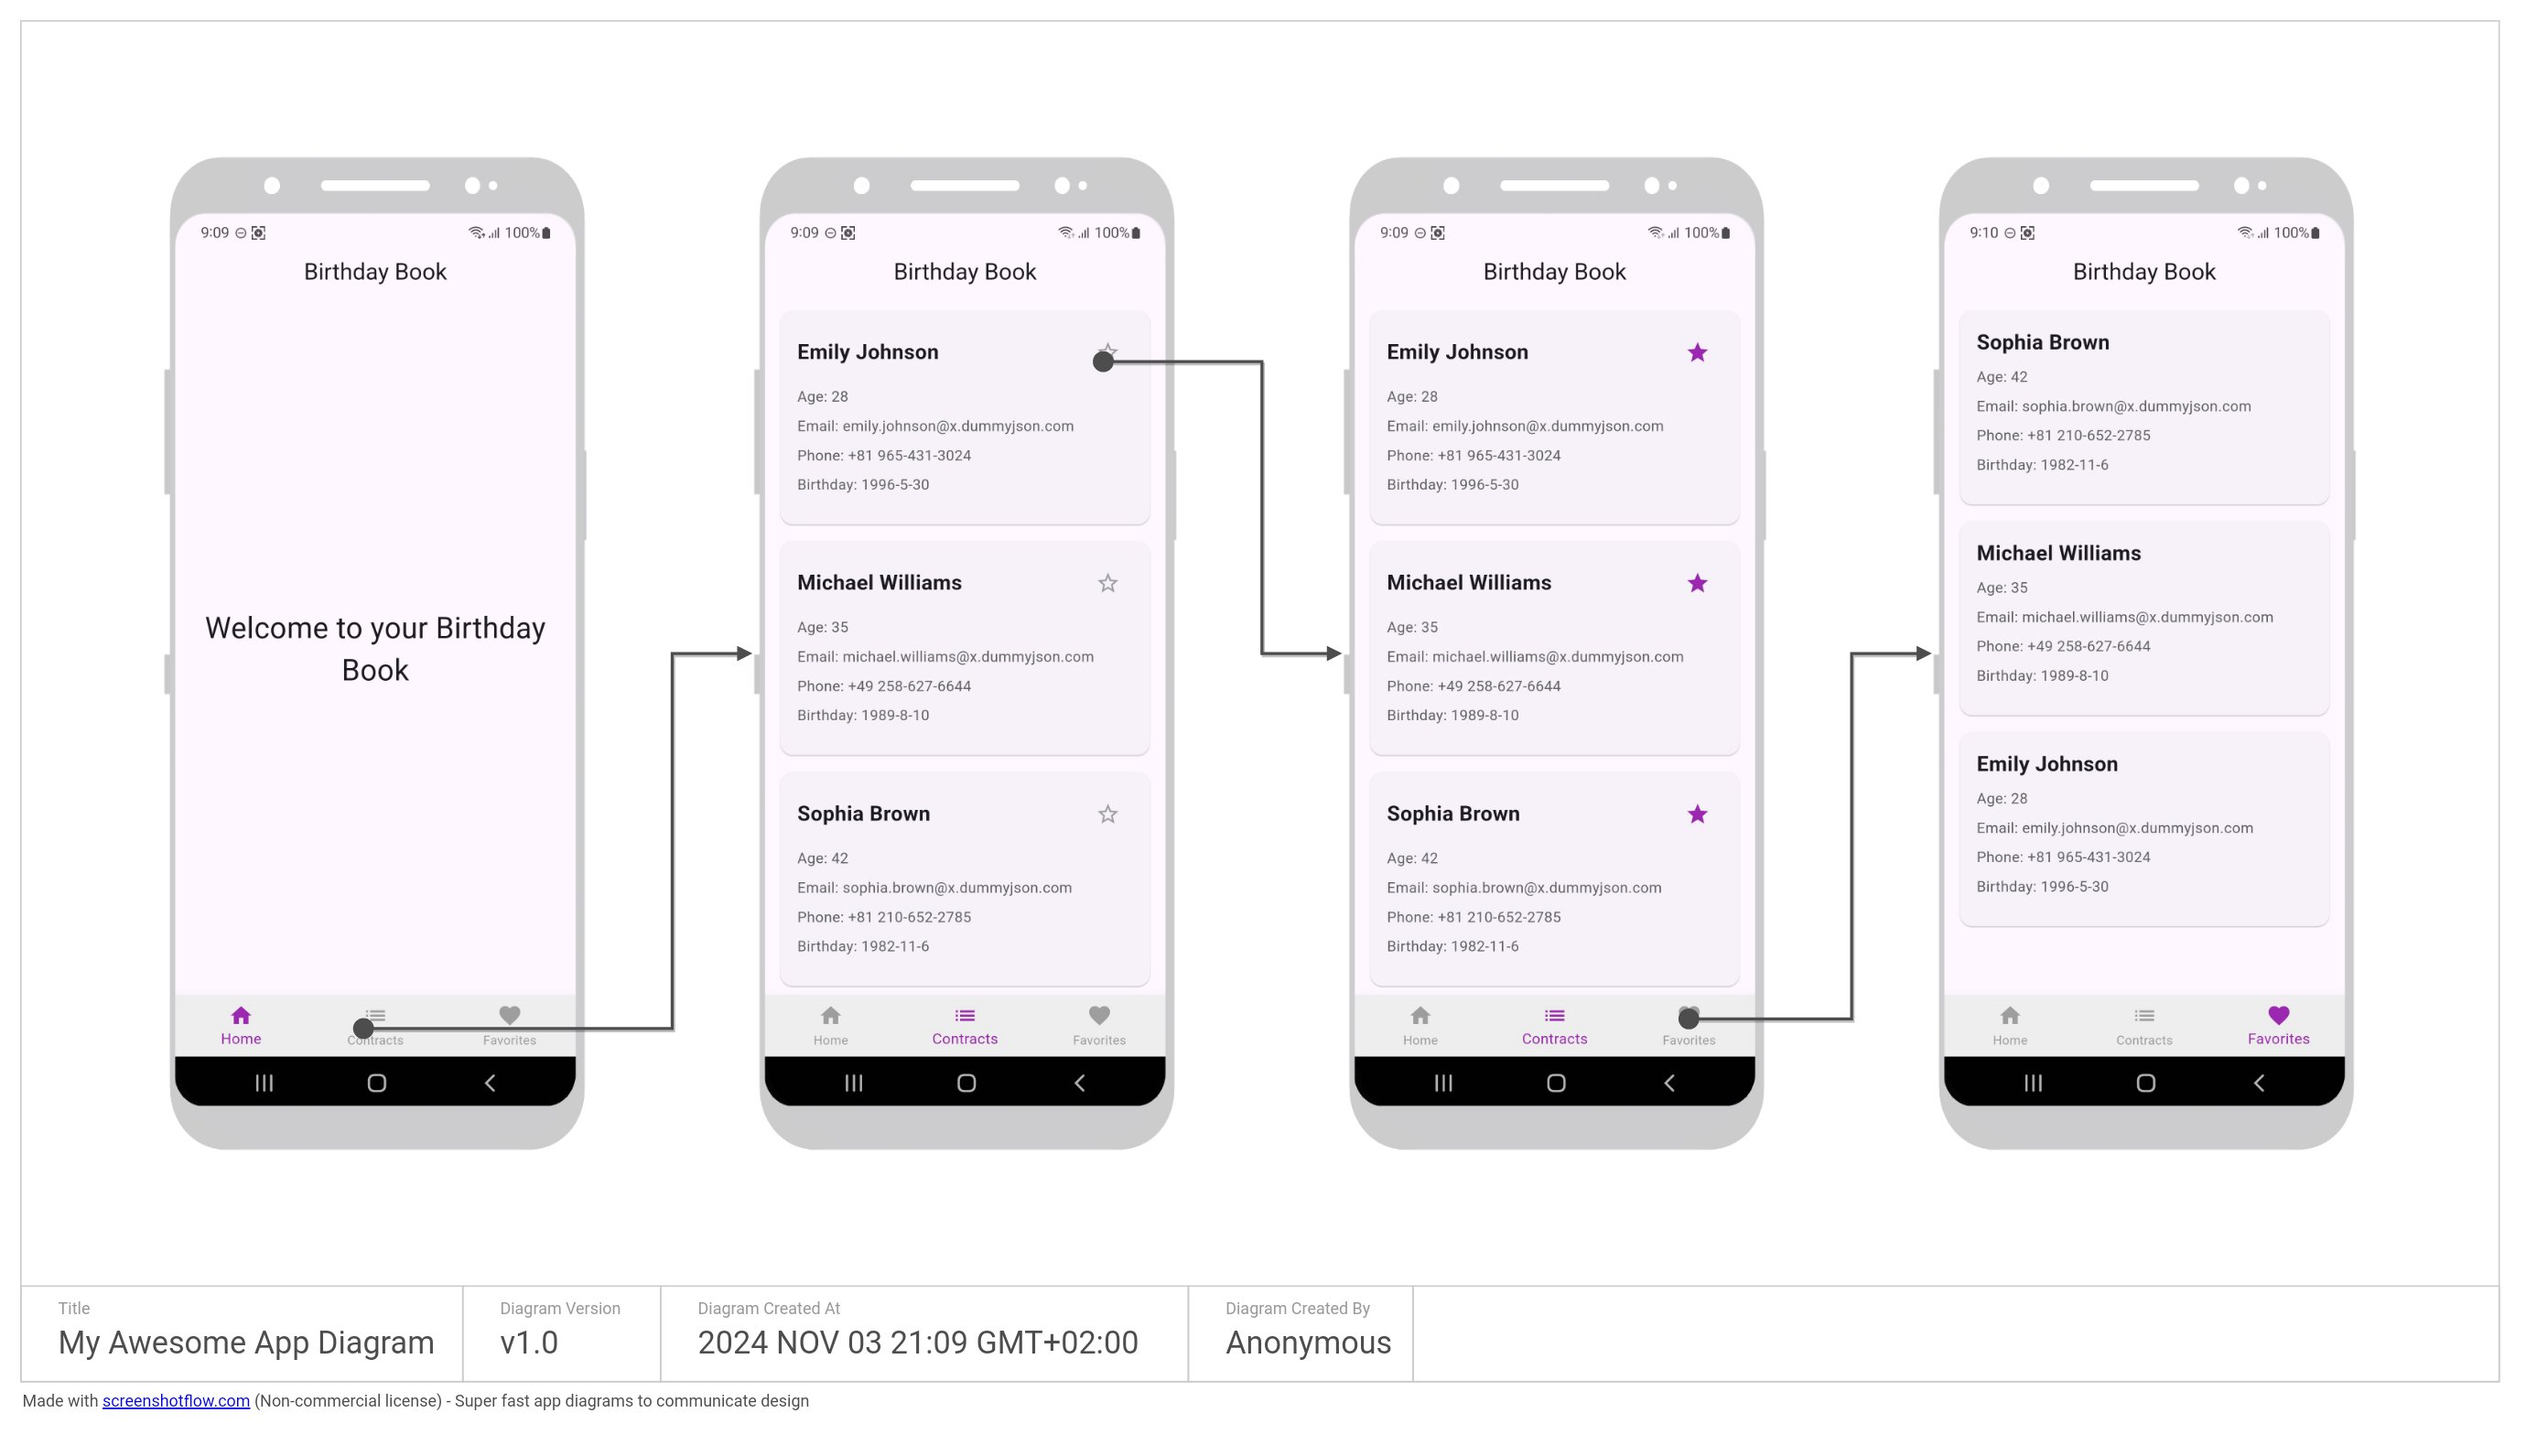 9:09 100%
Birthday Book
Welcome to your Birthday
Book
Home Contracts Favorites
9:09 100%
Birthday Book
Emily Johnson
Age: 28
Email: emily.johnson@x.dummyjson.com
Phone: +81 965-431-3024
Birthday: 1996-5-30
Michael Williams
Age: 35
Email: michael.williams@x.dummyjson.com
Phone: +49 258-627-6644
Birthday: 1989-8-10
Sophia Brown
Age: 42
Email: sophia.brown@x.dummyjson.com
Phone: +81 210-652-2785
Birthday: 1982-11-6
Home Contracts Favorites
9:09 100%
Birthday Book
Emily Johnson
Age: 28
Email: emily.johnson@x.dummyjson.com
Phone: +81 965-431-3024
Birthday: 1996-5-30
Michael Williams
Age: 35
Email: michael.williams@x.dummyjson.com
Phone: +49 258-627-6644
Birthday: 1989-8-10
Sophia Brown
Age: 42
Email: sophia.brown@x.dummyjson.com
Phone: +81 210-652-2785
Birthday: 1982-11-6
Home Contracts Favorites
9:10 100%
Birthday Book
Sophia Brown
Age: 42
Email: sophia.brown@x.dummyjson.com
Phone: +81 210-652-2785
Birthday: 1982-11-6
Michael Williams
Age: 35
Email: michael.williams@x.dummyjson.com
Phone: +49 258-627-6644
Birthday: 1989-8-10
Emily Johnson
Age: 28
Email: emily.johnson@x.dummyjson.com
Phone: +81 965-431-3024
Birthday: 1996-5-30
Home Contracts Favorites
Title
My Awesome App Diagram
Diagram Version
v1.0
Diagram Created At
2024 NOV 03 21:09 GMT+02:00
Diagram Created By
Anonymous
Made with screenshotflow.com (Non-commercial license) - Super fast app diagrams to communicate design